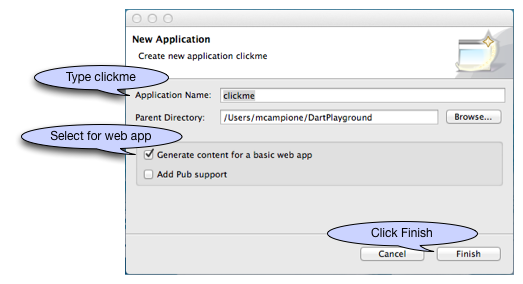 New Application
Create new application clickme
Type clickme
Application Name: clickme
Parent Directory: /Users/mcampione/DartPlayground Browse...
Select for web app
Generate content for a basic web app
Add Pub support
Click Finish
Cancel Finish